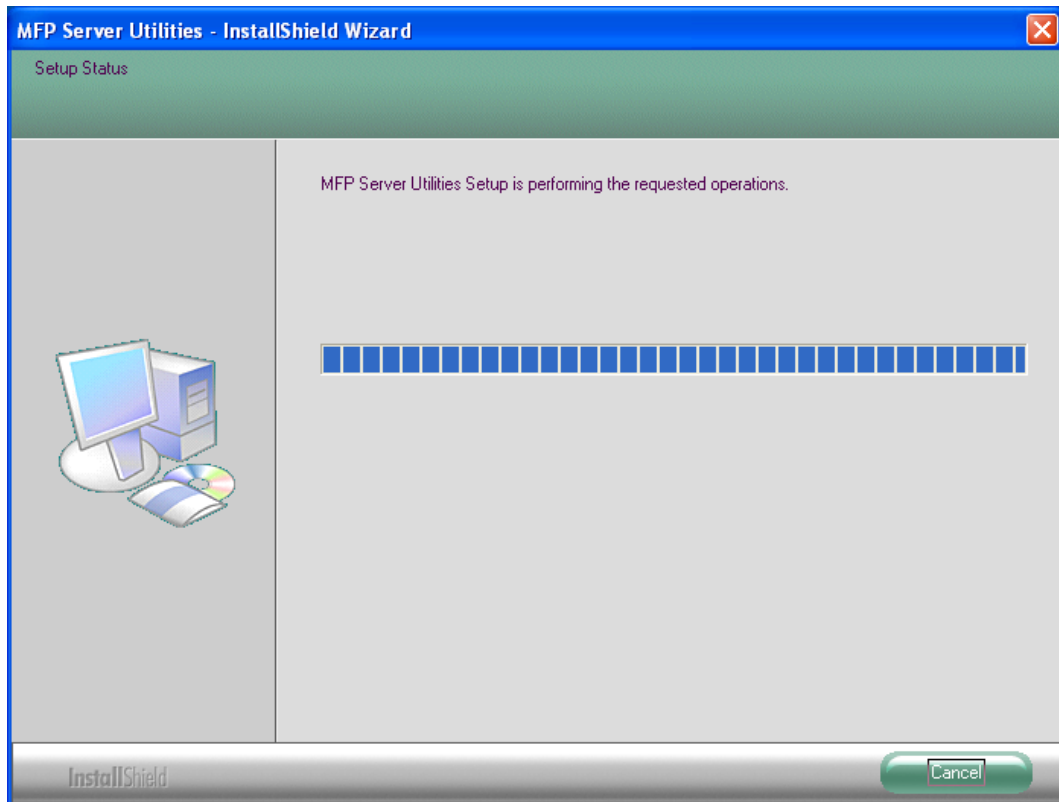 MFP Server Utilities - InstallShield Wizard
Setup Status
MFP Server Utilities Setup is performing the requested operations.
InstallShield
Cancel